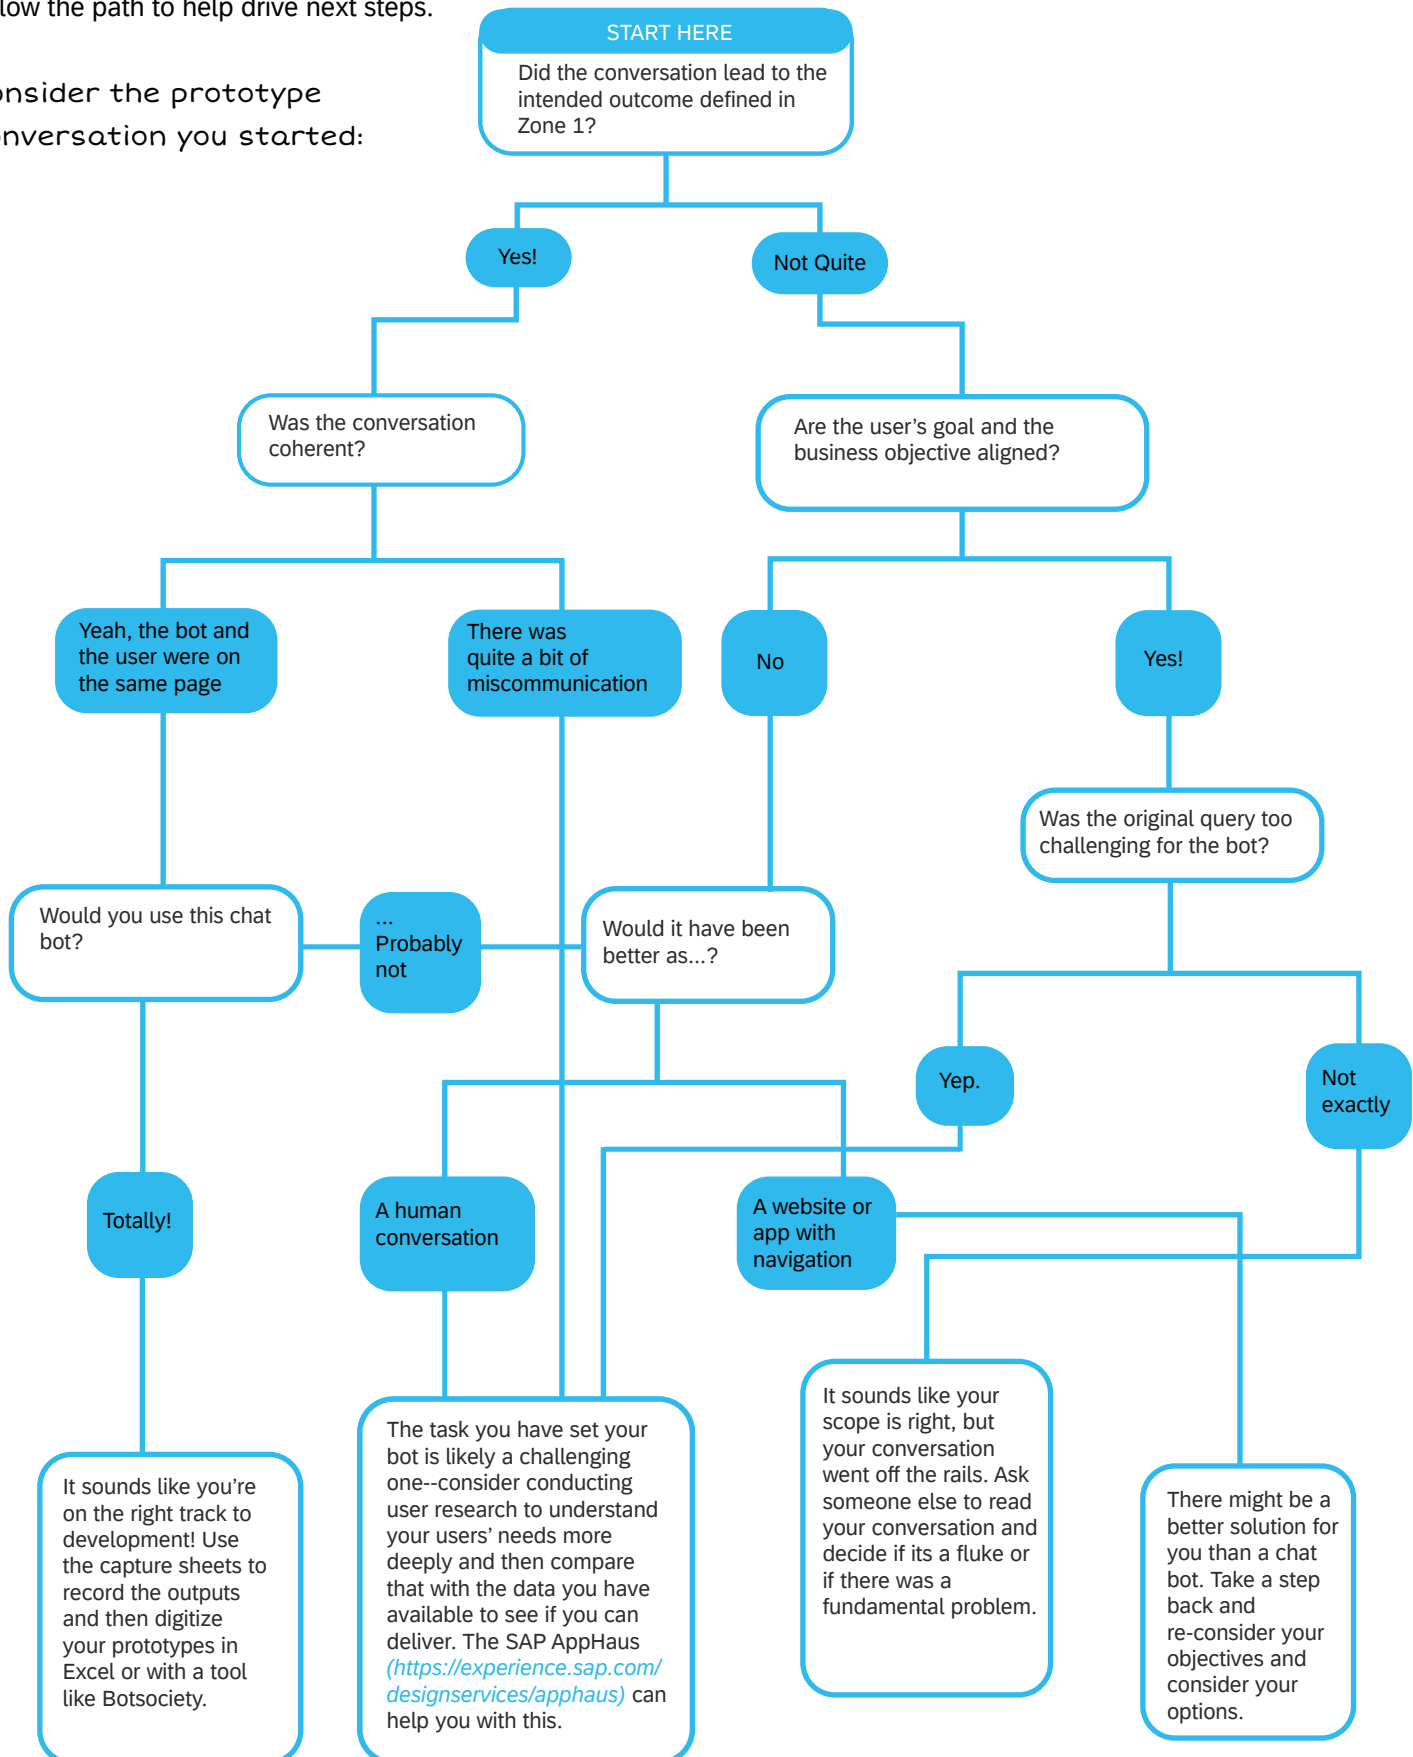 low the path to help drive next steps.
onsider the prototype
onversation you started:
START HERE
Did the conversation lead to the
intended outcome defined in
Zone 1?
Yes!
Not Quite
Was the conversation
coherent?
Are the user’s goal and the
business objective aligned?
Yeah, the bot and
the user were on
the same page
There was
quite a bit of
miscommunication
No
Yes!
Was the original query too
challenging for the bot?
Would you use this chat
bot?
...
Probably
not
Would it have been
better as...?
Yep.
Not
exactly
Totally!
A human
conversation
A website or
app with
navigation
It sounds like you’re
on the right track to
development! Use
the capture sheets to
record the outputs
and then digitize
your prototypes in
Excel or with a tool
like Botsociety.
The task you have set your
bot is likely a challenging
one--consider conducting
user research to understand
your users’ needs more
deeply and then compare
that with the data you have
available to see if you can
deliver. The SAP AppHaus
(https://experience.sap.com/
designservices/apphaus) can
help you with this.
It sounds like your
scope is right, but
your conversation
went off the rails. Ask
someone else to read
your conversation and
decide if its a fluke or
if there was a
fundamental problem.
There might be a
better solution for
you than a chat
bot. Take a step
back and
re-consider your
objectives and
consider your
options.